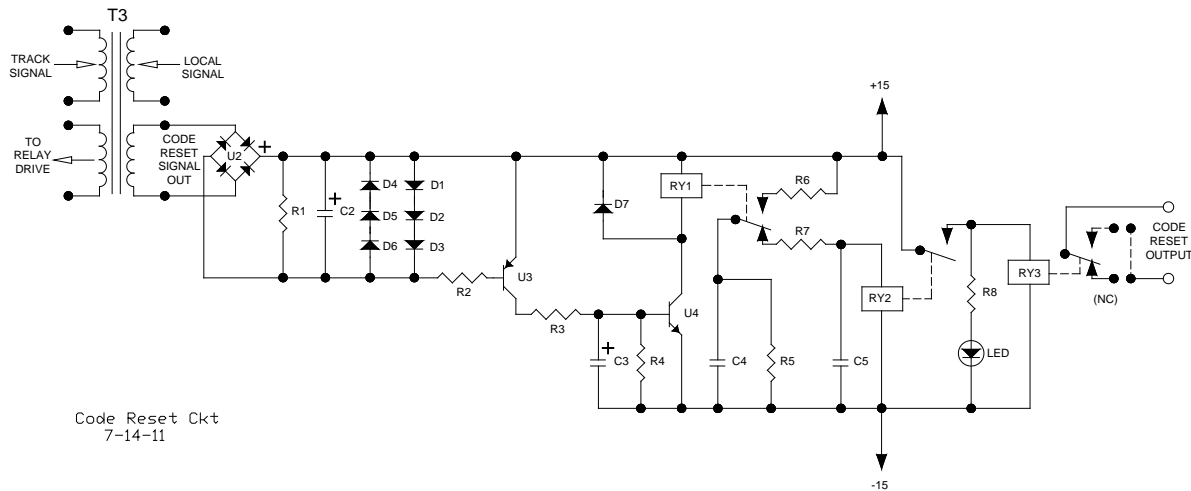 T3
TRACK
SIGNAL
LOCAL
SIGNAL
TO
RELAY
DRIVE
CODE
RESET
SIGNAL
OUT
U2
+
R1
+
C2
D4
D5
D6
D1
D2
D3
R2
U3
R3
+
C3
R4
U4
D7
RY1
R6
R7
C4
R5
C5
+15
RY2
-15
R8
LED
RY3
(NC)
CODE
RESET
OUTPUT
Code Reset Ckt
7-14-11